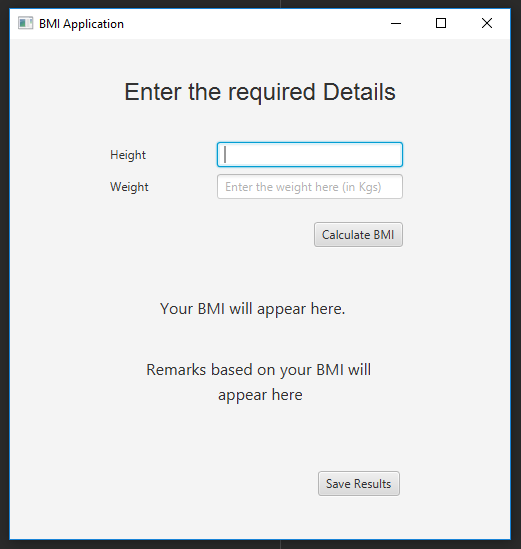 BMI Application
Enter the required Details
Height
Weight
Enter the weight here (in Kgs)
Calculate BMI
Your BMI will appear here.
Remarks based on your BMI will
appear here
Save Results